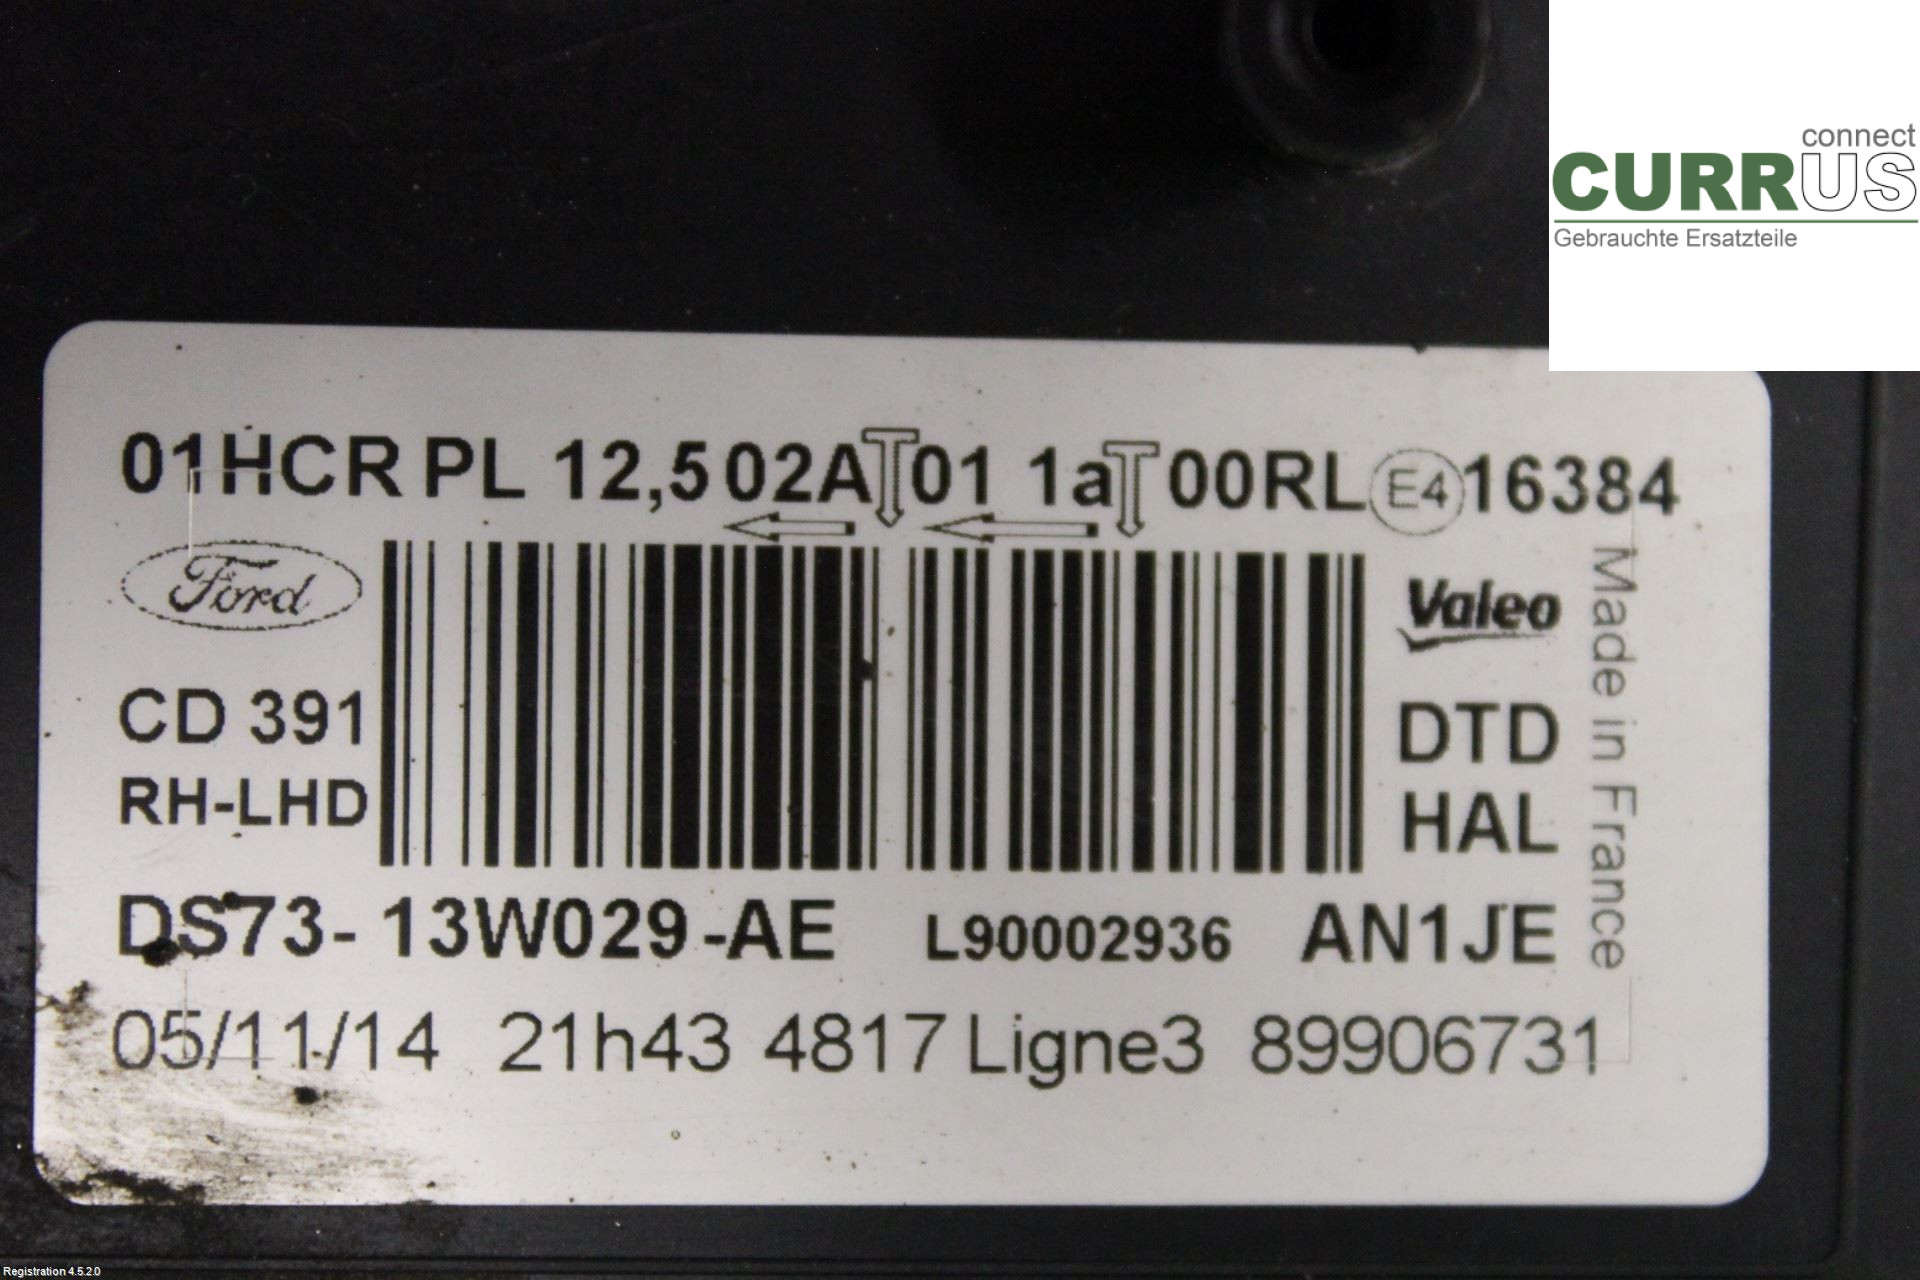 connect
CURRUS
Gebrauchte Ersatzteile
01HCR PL 12,5 02A 01 1a 00RL E4 16384
Ford
Valeo
Made in France
CD 391
DTD
RH-LHD
HAL
DS73- 13W029 -AE L90002936 AN1JE
05/11/14 21h43 4817 Ligne3 89906731
Registration 4.5.2.0